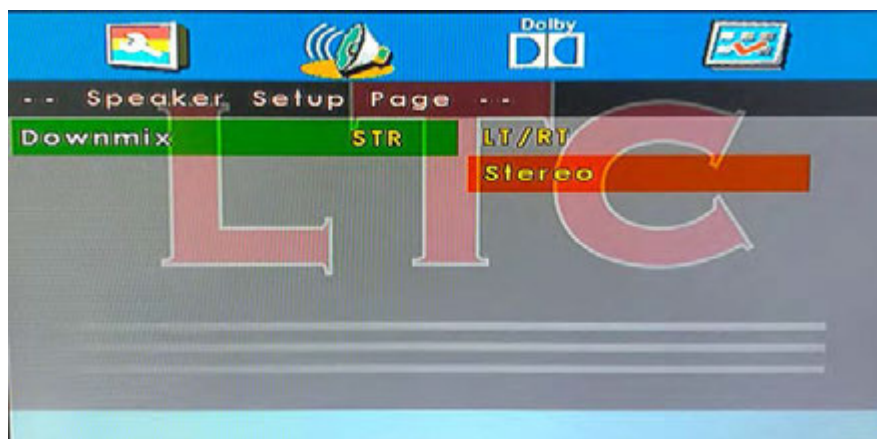 Dolby
-- Speaker Setup Page --
Downmix STR LT/RT
Stereo
LTC